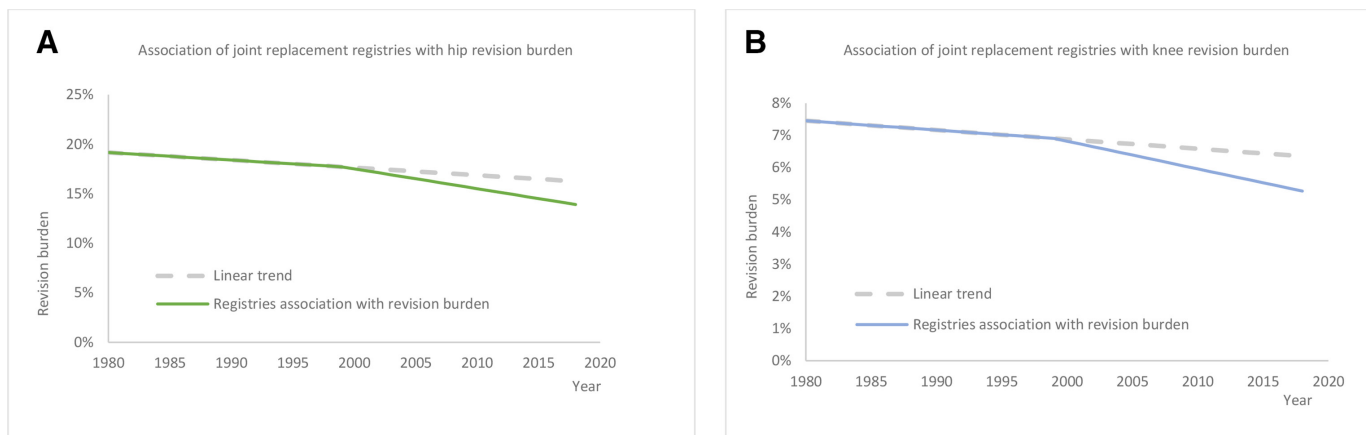 A
Association of joint replacement registries with hip revision burden
25%
20%
15%
10%
5%
0%
Revision burden
Linear trend
Registries association with revision burden
1980 1985 1990 1995 2000 2005 2010 2015 2020
Year
B
Association of joint replacement registries with knee revision burden
8%
7%
6%
5%
4%
3%
2%
1%
0%
Revision burden
Linear trend
Registries association with revision burden
1980 1985 1990 1995 2000 2005 2010 2015 2020
Year